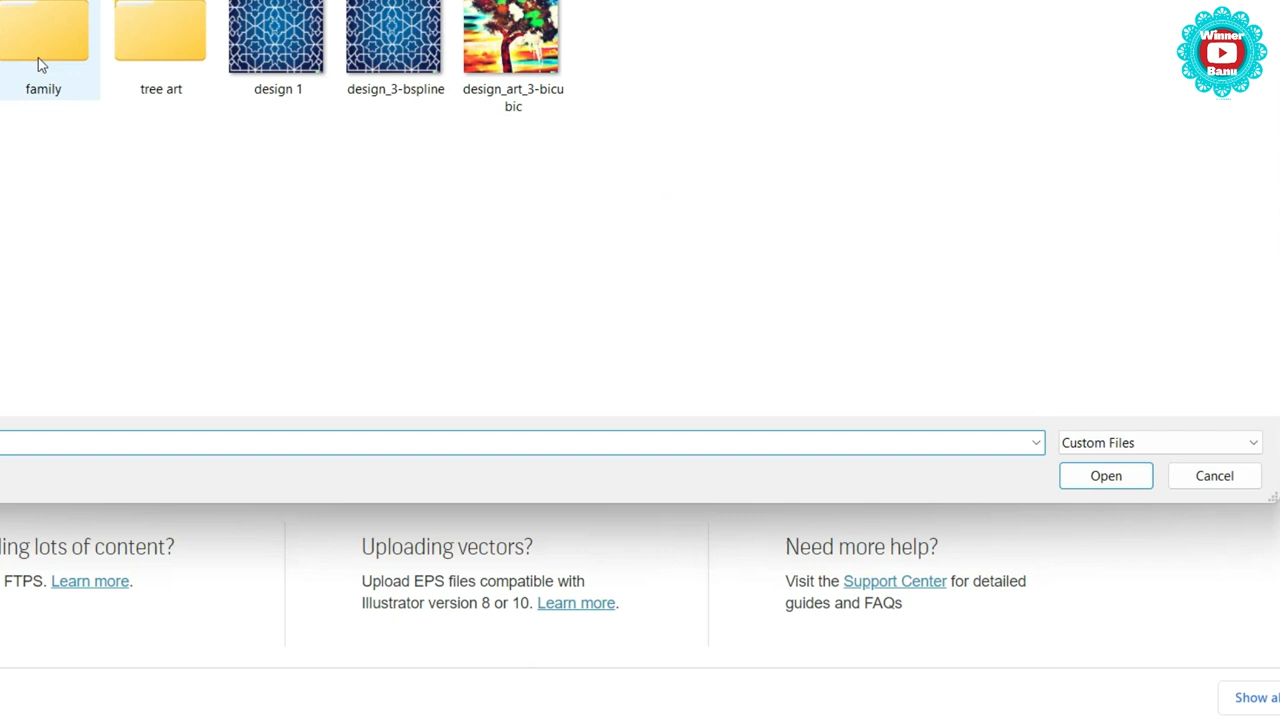 Winner
Banu
family
tree art
design 1
design_3-bspline
design_art_3-bicu
bic
Custom Files
Open
Cancel
ing lots of content?
FTPS. Learn more.
Uploading vectors?
Upload EPS files compatible with
Illustrator version 8 or 10. Learn more.
Need more help?
Visit the Support Center for detailed
guides and FAQs
Show al